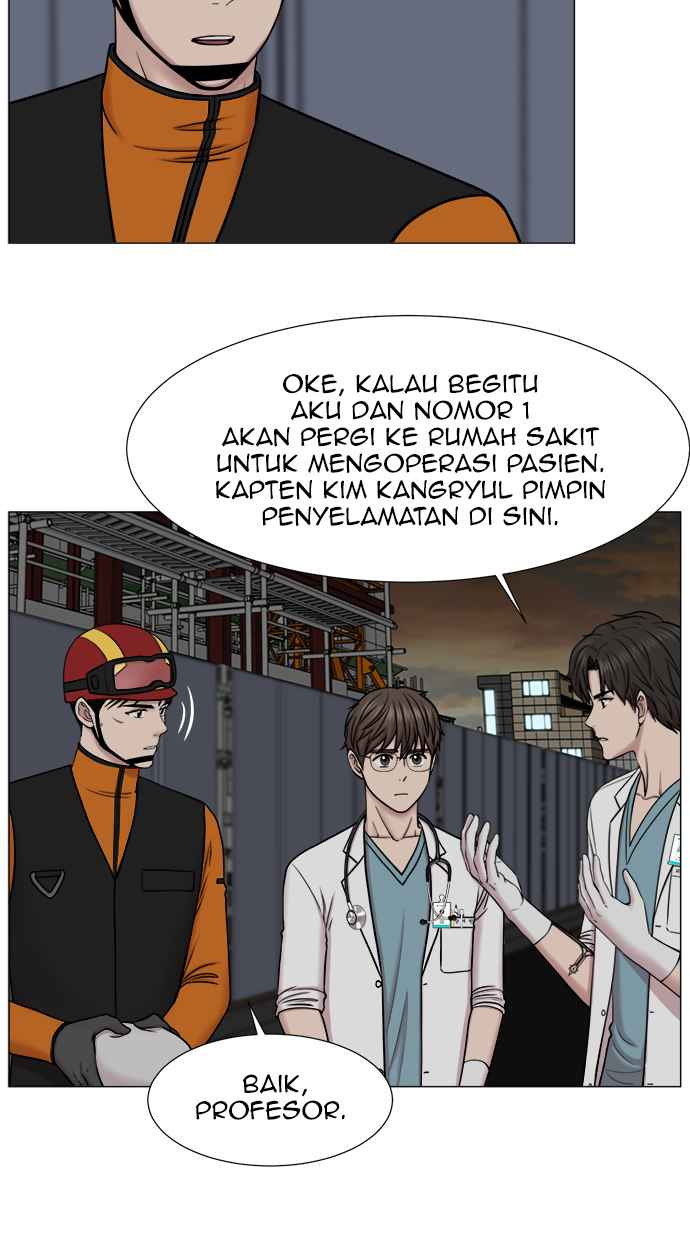 OKE, KALAU BEGITU
AKU DAN NOMOR 1
AKAN PERGI KE RUMAH SAKIT
UNTUK MENGOPERASI PASIEN.
KAPTEN KIM KANGRYUL PIMPIN
PENYELAMATAN DI SINI.
BAIK,
PROFESOR.